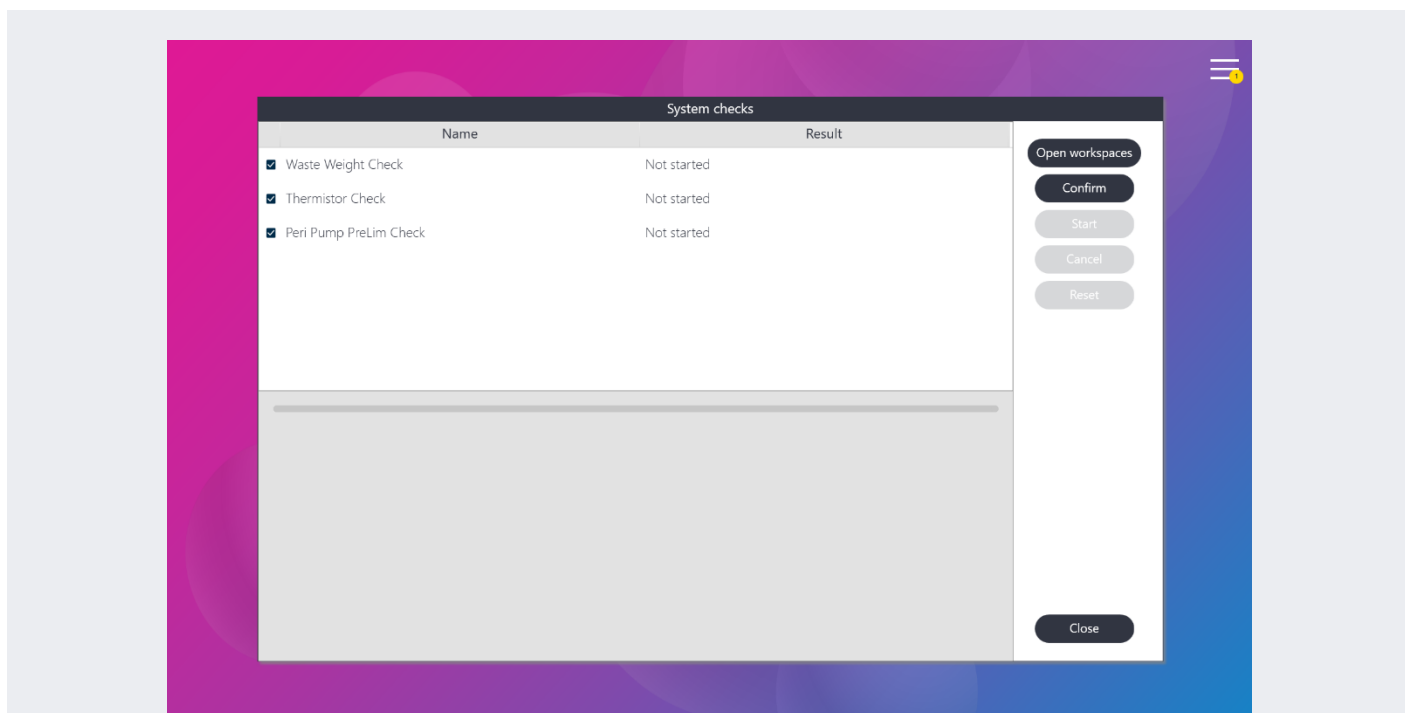 1
System checks
Name Result
Open workspaces
Waste Weight Check Not started
Confirm
Thermistor Check Not started
Start
Peri Pump PreLim Check Not started
Cancel
Reset
Close